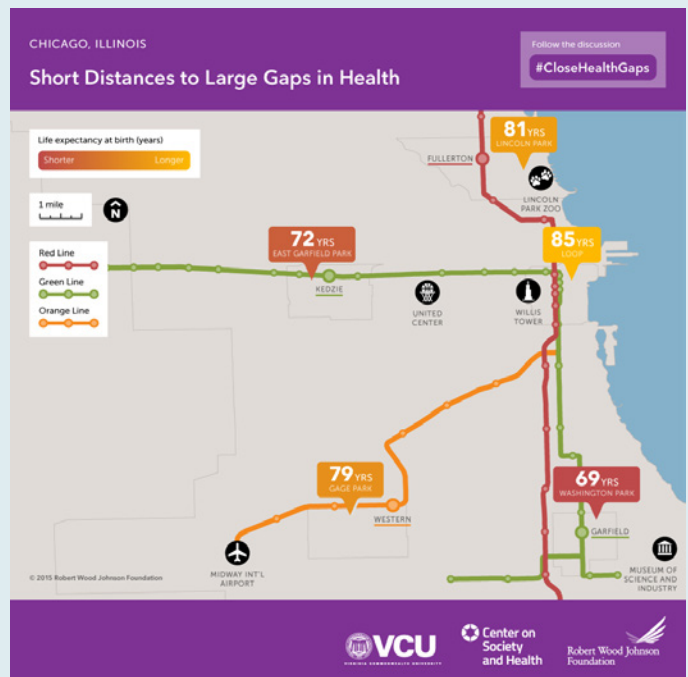 CHICAGO, ILLINOIS
Short Distances to Large Gaps in Health
Follow the discussion
#CloseHealthGaps
Life expectancy at birth (years)
Shorter Longer
1 mile
N
Red Line
Green Line
Orange Line
81 YRS
LINCOLN PARK
FULLERTON
LINCOLN
PARK ZOO
72 YRS
EAST GARFIELD PARK
KEDZIE
85 YRS
LOOP
UNITED
CENTER
WILLIS
TOWER
79 YRS
GAGE PARK
WESTERN
69 YRS
WASHINGTON PARK
GARFIELD
MIDWAY INT'L
AIRPORT
MUSEUM OF
SCIENCE AND
INDUSTRY
© 2015 Robert Wood Johnson Foundation
VCU
VIRGINIA COMMONWEALTH UNIVERSITY
Center on
Society
and Health
Robert Wood Johnson
Foundation